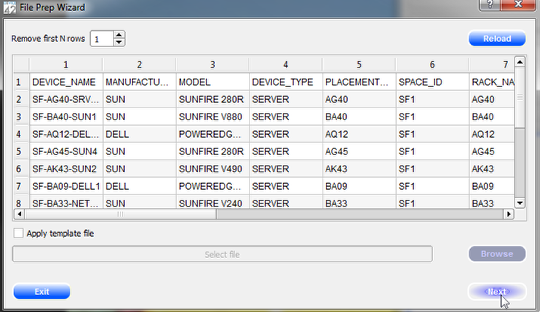 42 File Prep Wizard ?
Remove first N rows 1 Reload
1 2 3 4 5 6 7
1 DEVICE_NAME MANUFACTU... MODEL DEVICE_TYPE PLACEMENT... SPACE_ID RACK_NA
2 SF-AG40-SRV... SUN SUNFIRE 280R SERVER AG40 SF1 AG40
3 SF-BA40-SUN1 SUN SUNFIRE V880 SERVER BA40 SF1 BA40
4 SF-AQ12-DEL... DELL POWEREDG... SERVER AQ12 SF1 AQ12
5 SF-AG45-SUN4 SUN SUNFIRE 280R SERVER AG45 SF1 AG45
6 SF-AK43-SUN2 SUN SUNFIRE V490 SERVER AK43 SF1 AK43
7 SF-BA09-DELL1 DELL POWEREDG... SERVER BA09 SF1 BA09
8 SF-BA33-NET... SUN SUNFIRE V240 SERVER BA33 SF1 BA33
Apply template file
Select file Browse
Exit Next